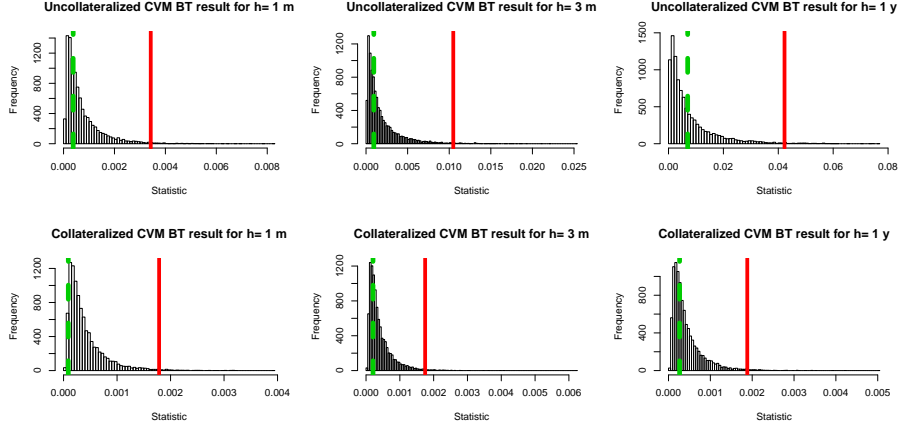 Uncollateralized CVM BT result for h= 1 m
Frequency
0 400 800 1200
0.000 0.002 0.004 0.006 0.008
Statistic
Uncollateralized CVM BT result for h= 3 m
Frequency
0 400 800 1200
0.000 0.005 0.010 0.015 0.020 0.025
Statistic
Uncollateralized CVM BT result for h= 1 y
Frequency
0 500 1000 1500
0.00 0.02 0.04 0.06 0.08
Statistic
Collateralized CVM BT result for h= 1 m
Frequency
0 400 800 1200
0.000 0.001 0.002 0.003 0.004
Statistic
Collateralized CVM BT result for h= 3 m
Frequency
0 400 800 1200
0.000 0.001 0.002 0.003 0.004 0.005 0.006
Statistic
Collateralized CVM BT result for h= 1 y
Frequency
0 400 800
0.000 0.001 0.002 0.003 0.004 0.005
Statistic